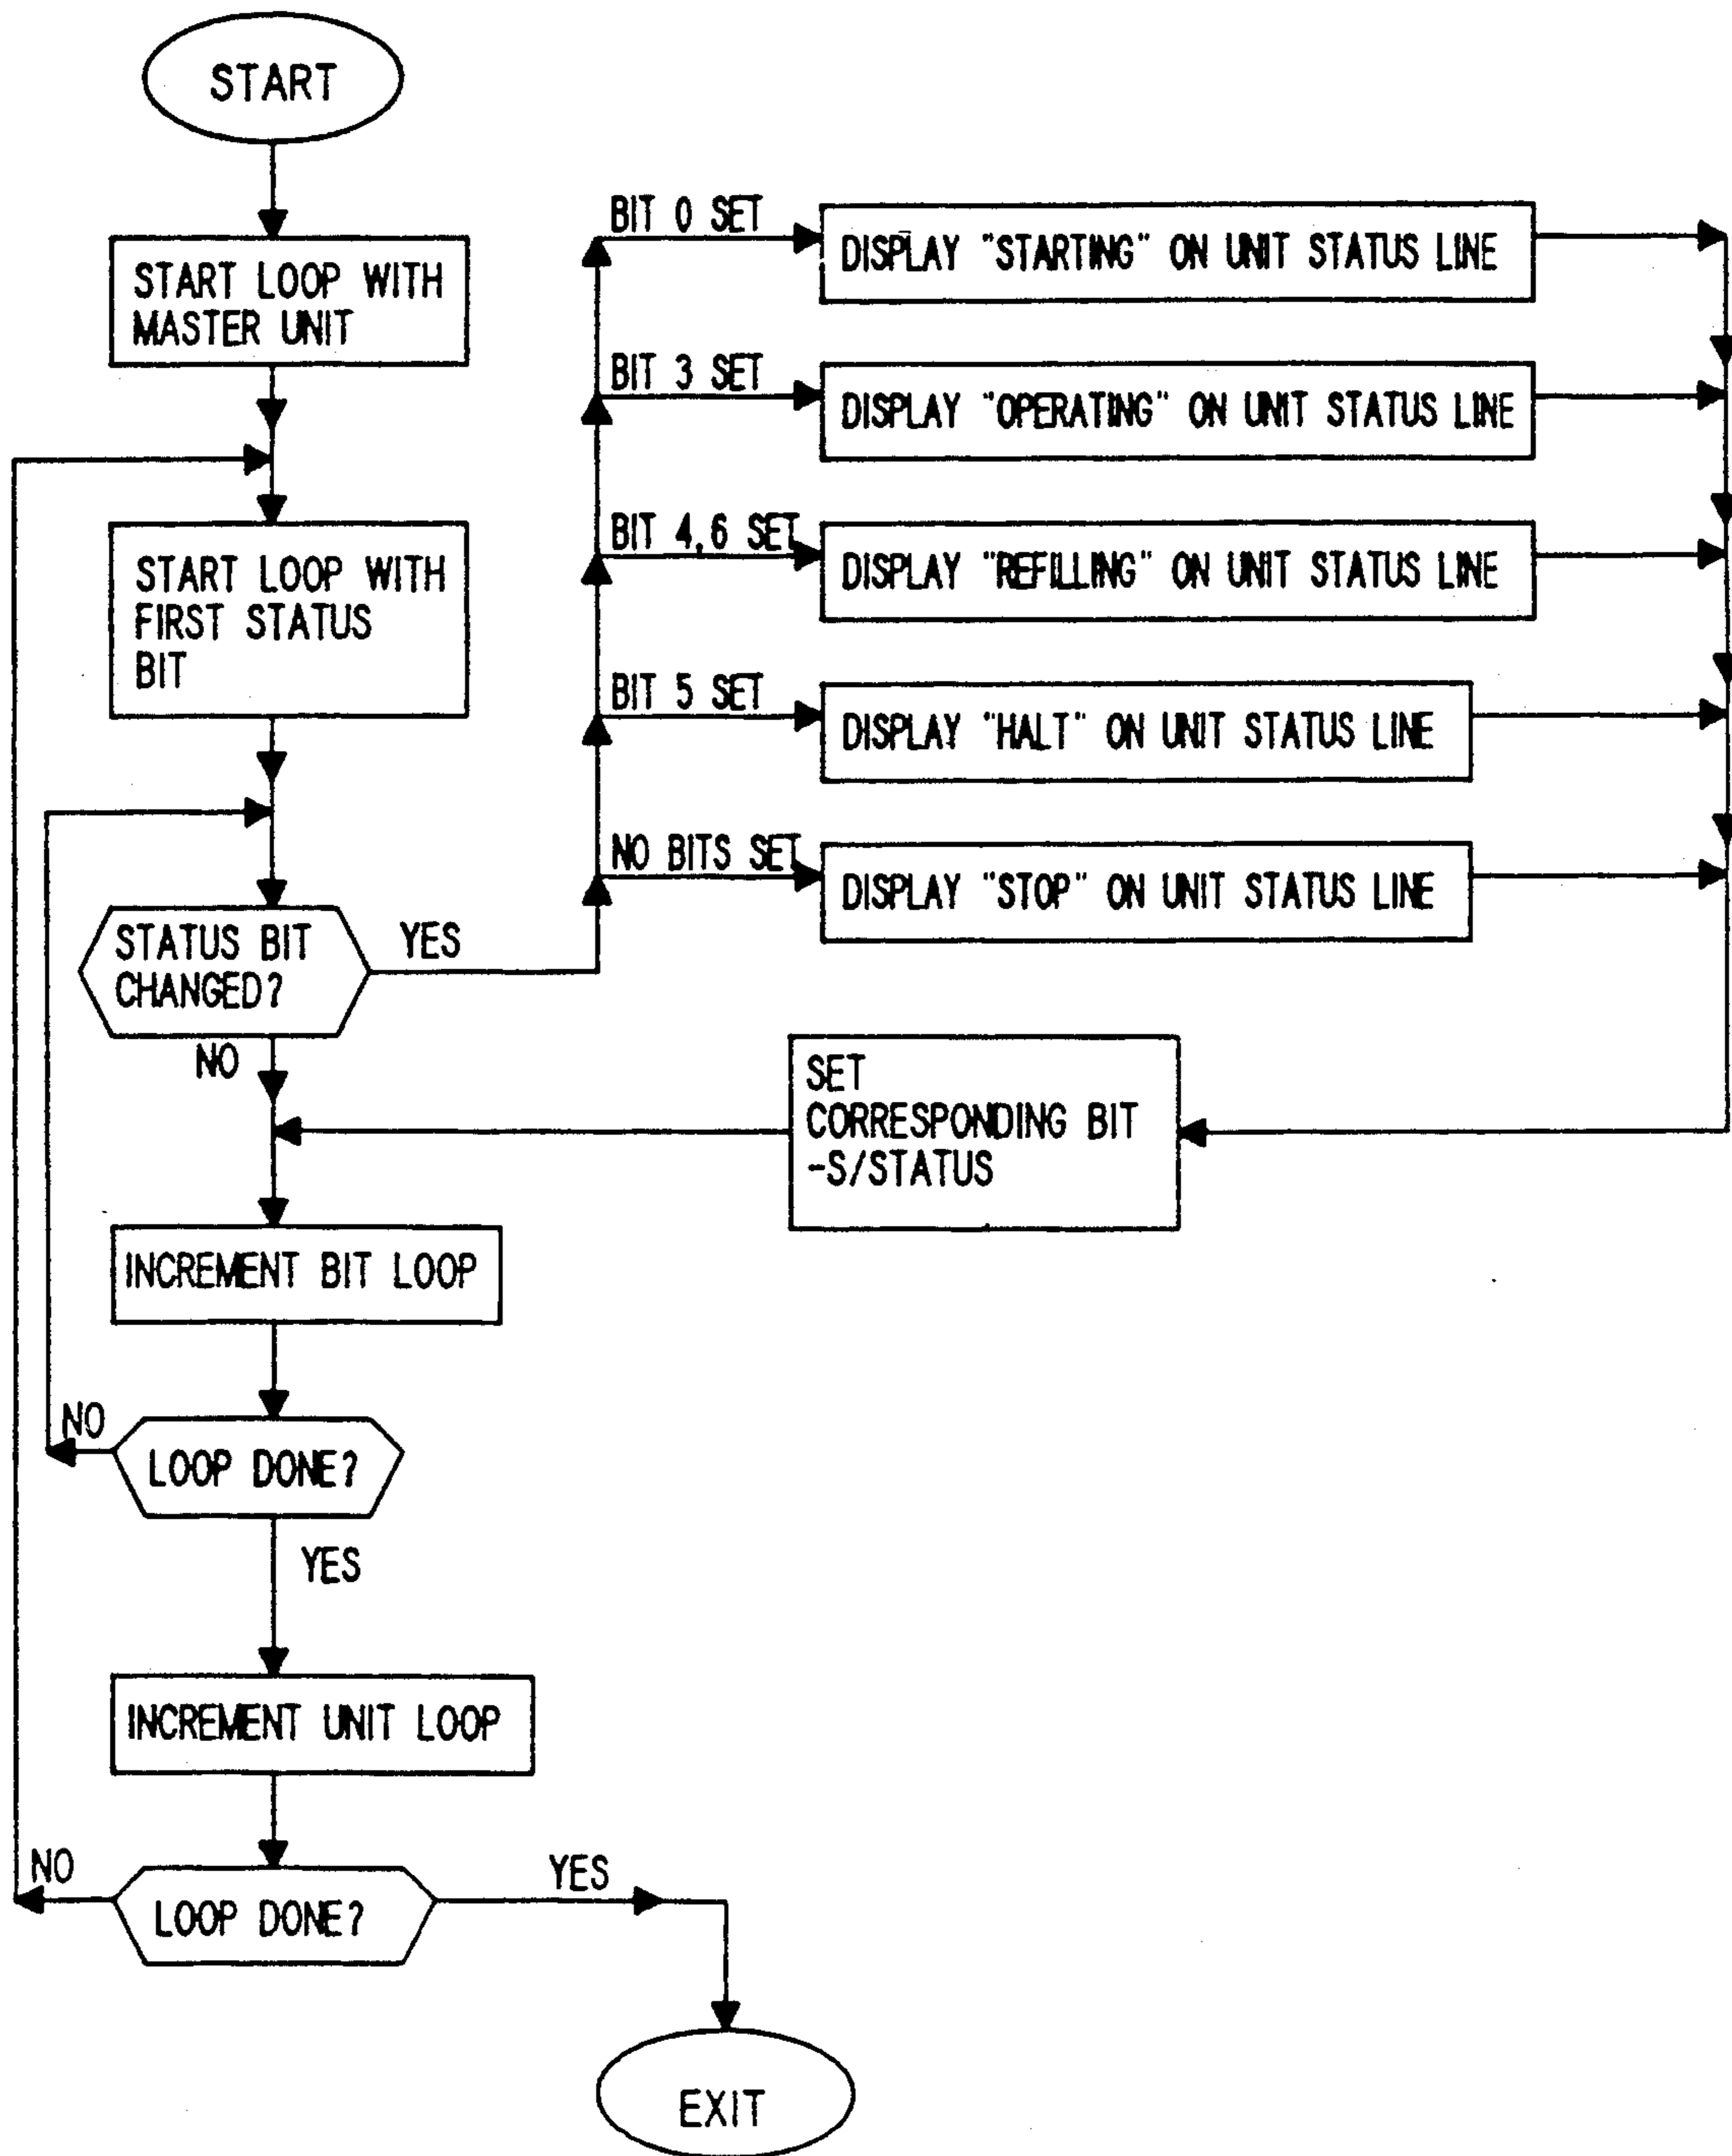 START
START LOOP WITH
MASTER UNIT
START LOOP WITH
FIRST STATUS
BIT
STATUS BIT
CHANGED?
YES
NO
BIT 0 SET
DISPLAY "STARTING" ON UNIT STATUS LINE
BIT 3 SET
DISPLAY "OPERATING" ON UNIT STATUS LINE
BIT 4,6 SET
DISPLAY "REFILLING" ON UNIT STATUS LINE
BIT 5 SET
DISPLAY "HALT" ON UNIT STATUS LINE
NO BITS SET
DISPLAY "STOP" ON UNIT STATUS LINE
SET
CORRESPONDING BIT
-S/STATUS
INCREMENT BIT LOOP
NO
LOOP DONE?
YES
INCREMENT UNIT LOOP
NO
LOOP DONE?
YES
EXIT